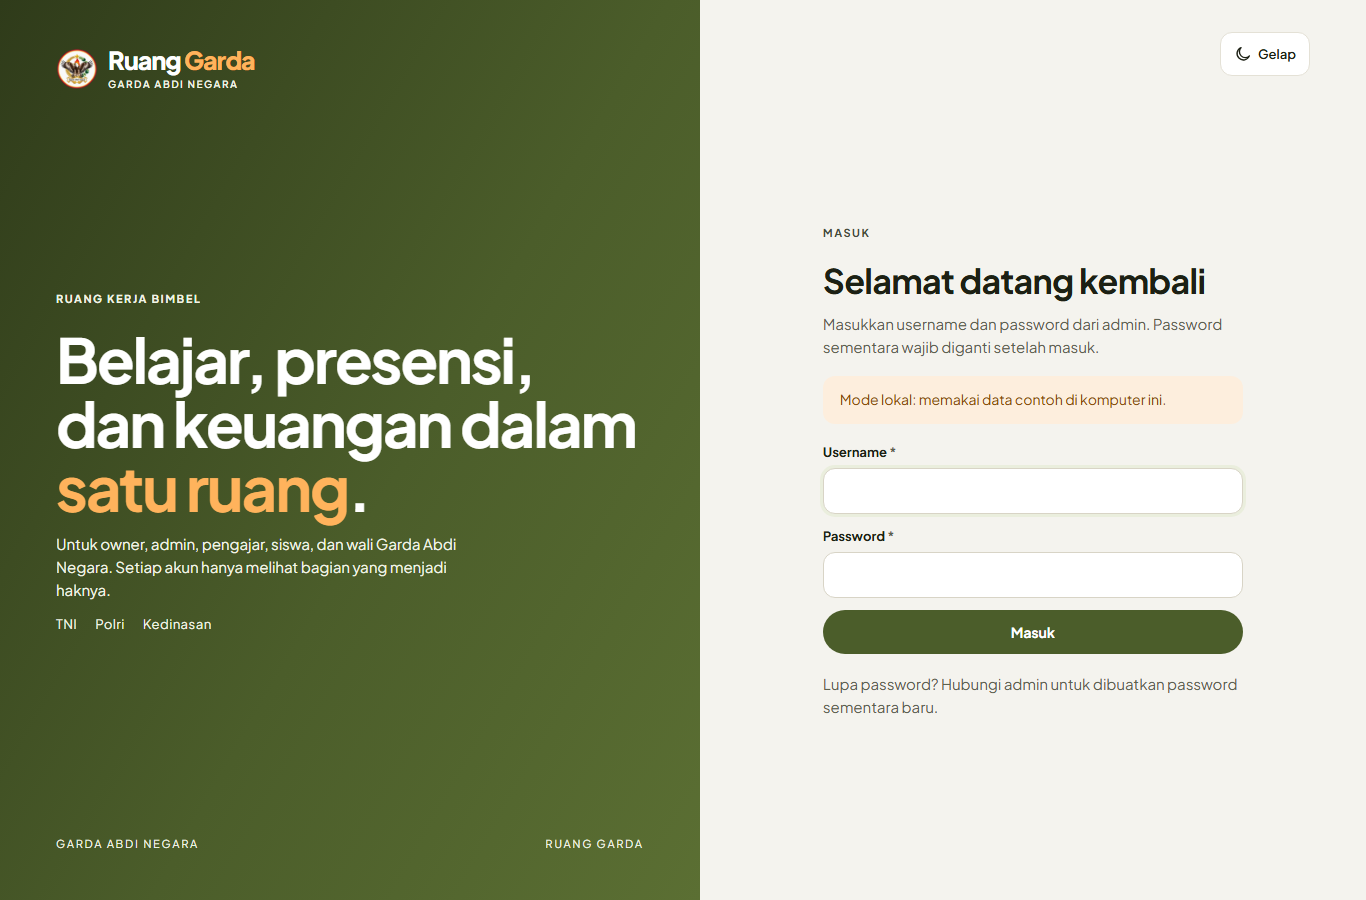 Ruang Garda
GARDA ABDI NEGARA
RUANG KERJA BIMBEL
Belajar, presensi,
dan keuangan dalam
satu ruang.
Untuk owner, admin, pengajar, siswa, dan wali Garda Abdi
Negara. Setiap akun hanya melihat bagian yang menjadi
haknya.
TNI Polri Kedinasan
GARDA ABDI NEGARA
RUANG GARDA
Gelap
MASUK
Selamat datang kembali
Masukkan username dan password dari admin. Password
sementara wajib diganti setelah masuk.
Mode lokal: memakai data contoh di komputer ini.
Username *
Password *
Masuk
Lupa password? Hubungi admin untuk dibuatkan password
sementara baru.